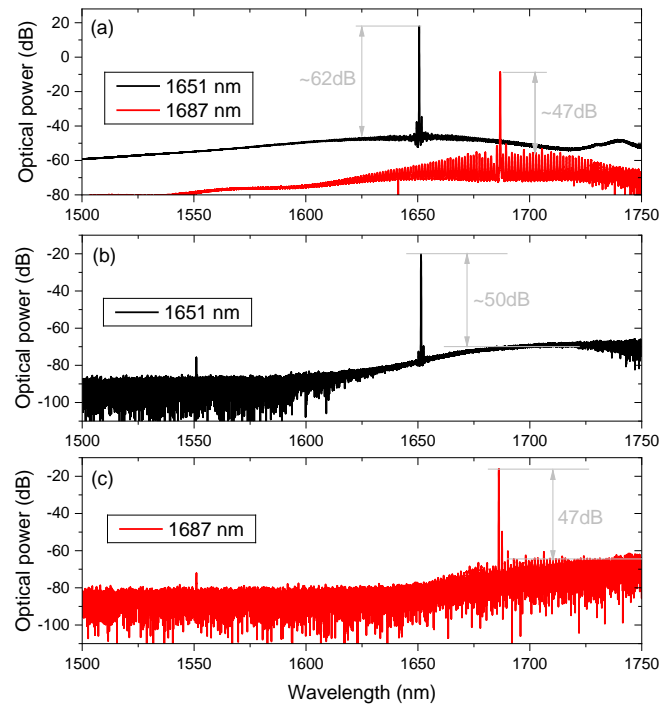 (a)
1651 nm
1687 nm
~62dB
~47dB
20
0
-20
-40
-60
-80
Optical power (dB)
1500 1550 1600 1650 1700 1750
(b)
1651 nm
~50dB
-20
-40
-60
-80
-100
Optical power (dB)
1500 1550 1600 1650 1700 1750
(c)
1687 nm
47dB
-20
-40
-60
-80
-100
Optical power (dB)
1500 1550 1600 1650 1700 1750
Wavelength (nm)